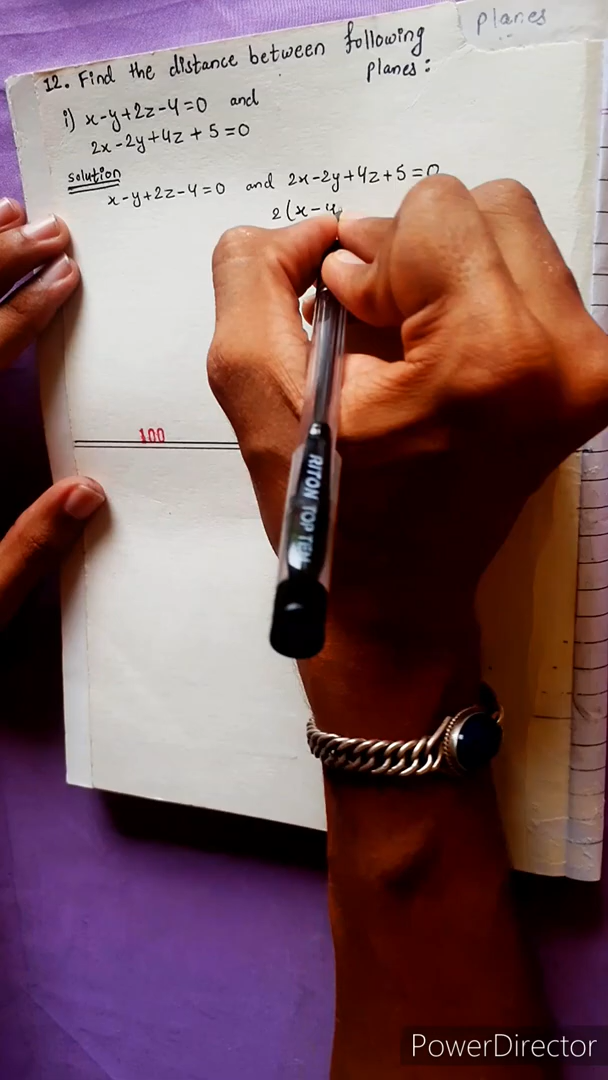 planes
12. Find the distance between following
planes:
i) x-y+2z-4=0 and
2x-2y+4z+5=0
solution
x-y+2z-4=0 and 2x-2y+4z+5=0
2(x-y
100
RITON TOP TEN
PowerDirector